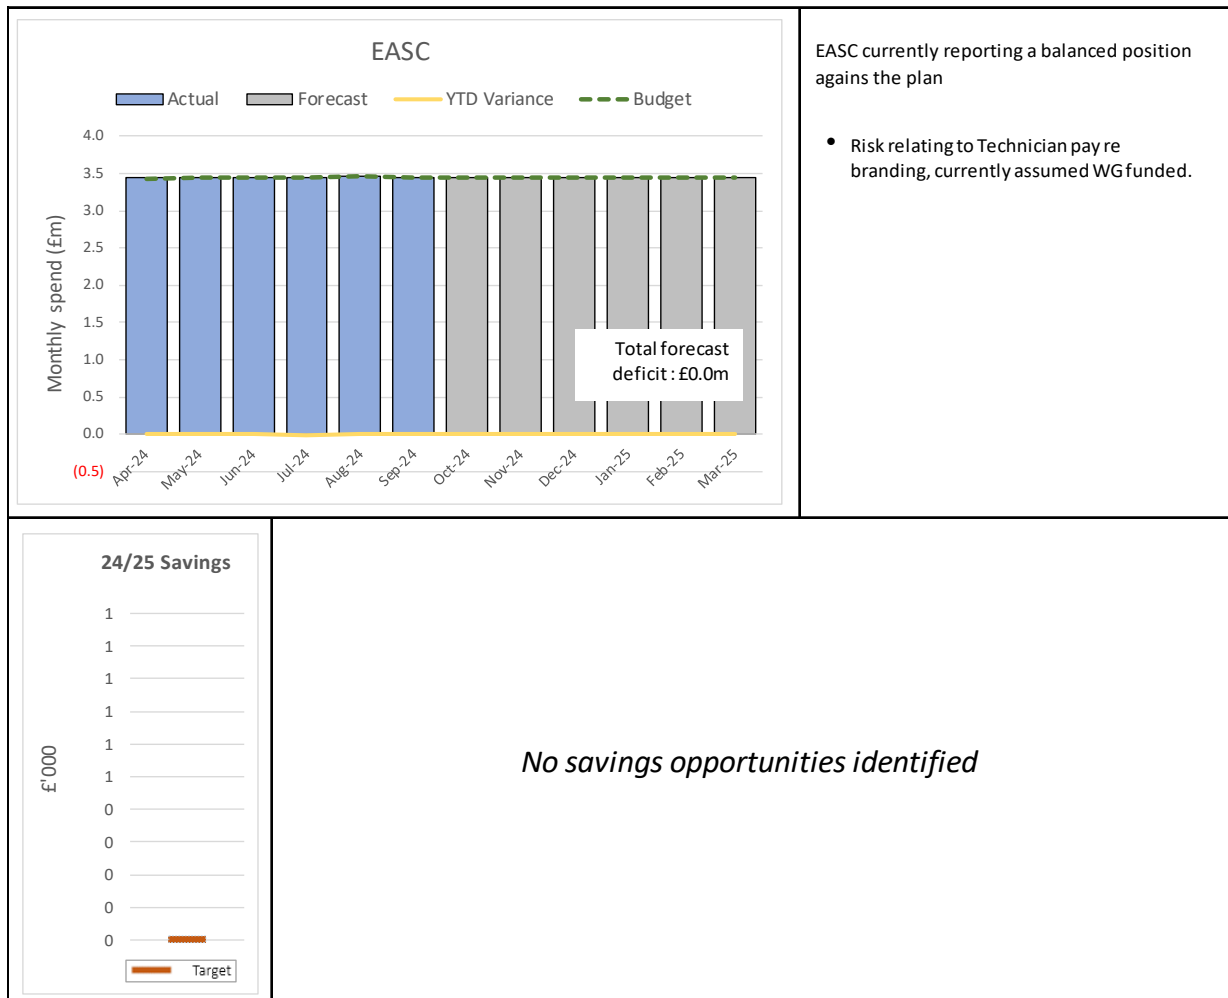 EASC
Actual
Forecast
YTD Variance
Budget
Monthly spend (£m)
4.0
3.5
3.0
2.5
2.0
1.5
1.0
0.5
0.0
(0.5)
Total forecast
deficit : £0.0m
Apr-24
May-24
Jun-24
Jul-24
Aug-24
Sep-24
Oct-24
Nov-24
Dec-24
Jan-25
Feb-25
Mar-25
EASC currently reporting a balanced position
agains the plan
• Risk relating to Technician pay re
branding, currently assumed WG funded.
24/25 Savings
£'000
1
1
1
1
1
1
0
0
0
0
0
Target
No savings opportunities identified